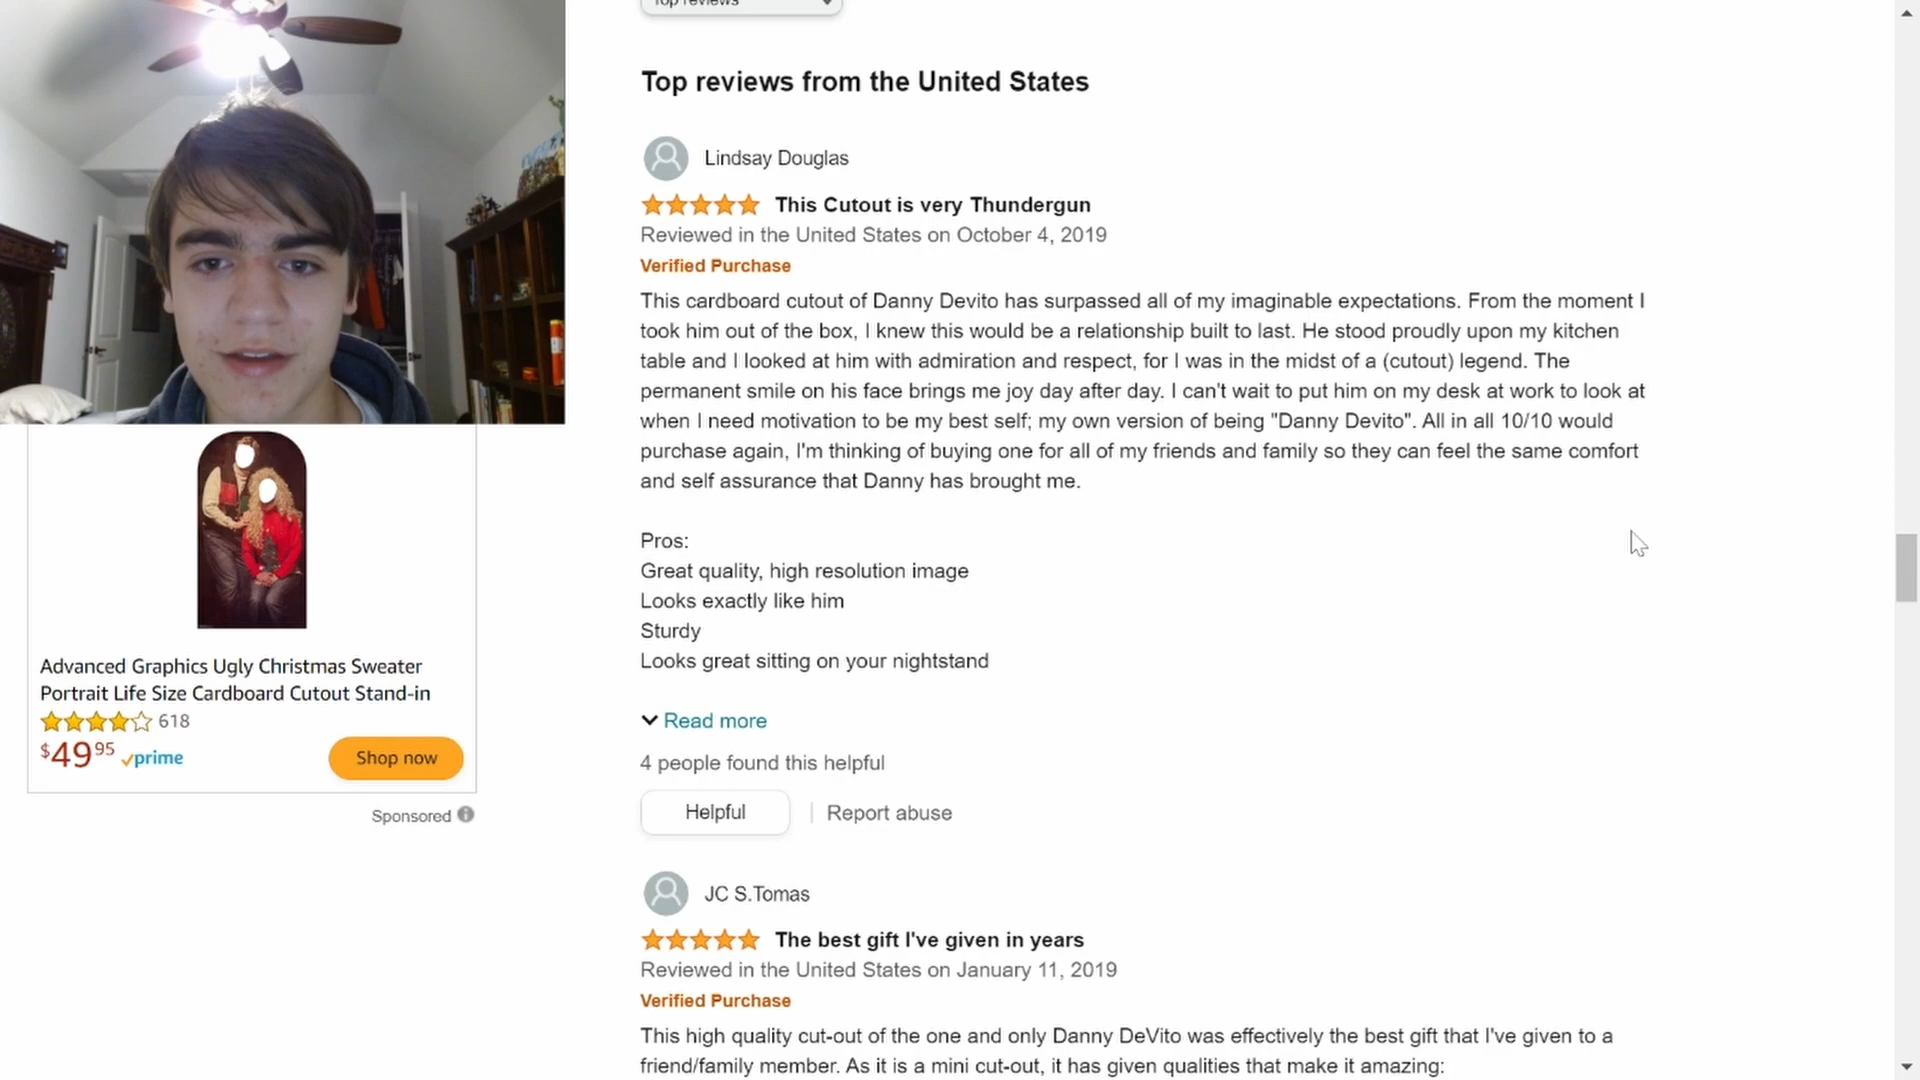 Top reviews
Top reviews from the United States
Lindsay Douglas
This Cutout is very Thundergun
Reviewed in the United States on October 4, 2019
Verified Purchase
This cardboard cutout of Danny Devito has surpassed all of my imaginable expectations. From the moment I
took him out of the box, I knew this would be a relationship built to last. He stood proudly upon my kitchen
table and I looked at him with admiration and respect, for I was in the midst of a (cutout) legend. The
permanent smile on his face brings me joy day after day. I can't wait to put him on my desk at work to look at
when I need motivation to be my best self; my own version of being "Danny Devito". All in all 10/10 would
purchase again, I'm thinking of buying one for all of my friends and family so they can feel the same comfort
and self assurance that Danny has brought me.
Pros:
Great quality, high resolution image
Looks exactly like him
Sturdy
Looks great sitting on your nightstand
Read more
4 people found this helpful
Helpful
Report abuse
JC S.Tomas
The best gift I've given in years
Reviewed in the United States on January 11, 2019
Verified Purchase
This high quality cut-out of the one and only Danny DeVito was effectively the best gift that I've given to a
friend/family member. As it is a mini cut-out, it has given qualities that make it amazing:
Advanced Graphics Ugly Christmas Sweater
Portrait Life Size Cardboard Cutout Stand-in
618
$49 95 prime
Shop now
Sponsored